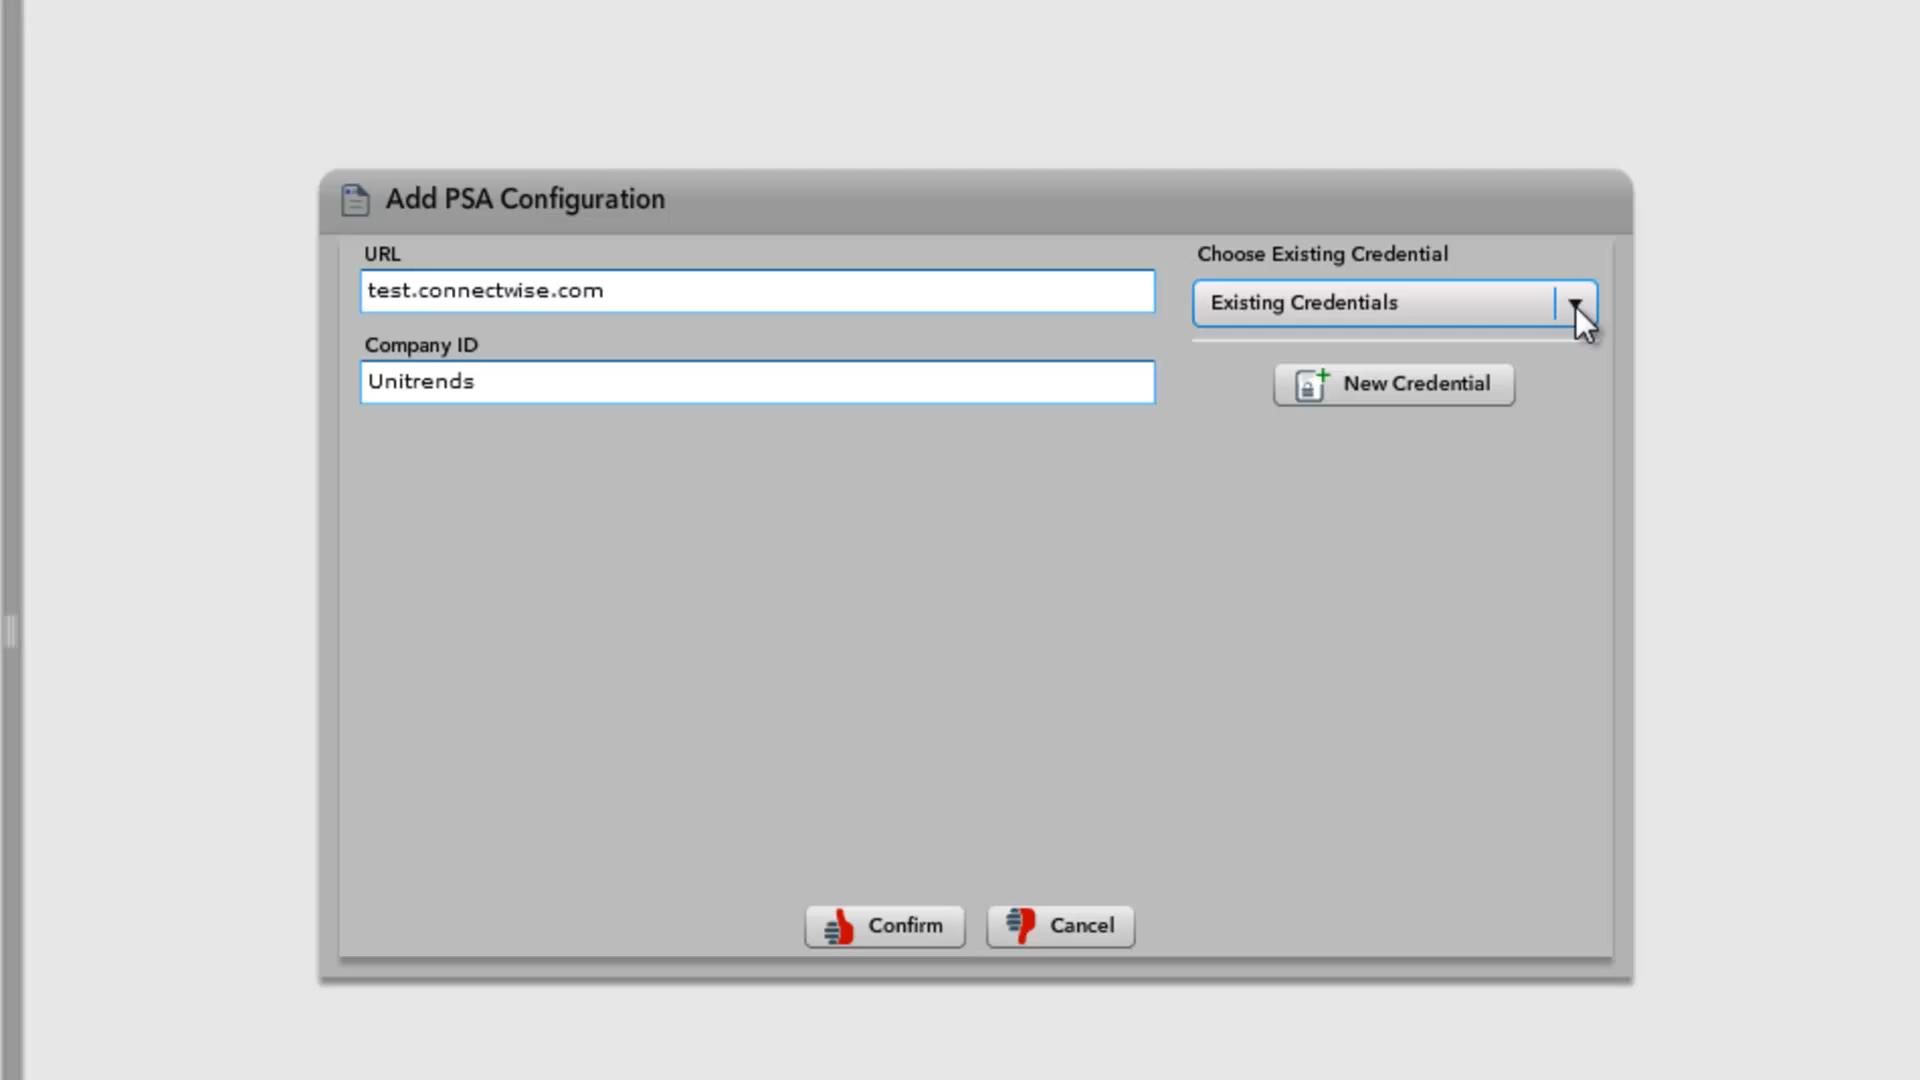 Add PSA Configuration
URL
test.connectwise.com
Company ID
Unitrends
Choose Existing Credential
Existing Credentials
New Credential
Confirm
Cancel